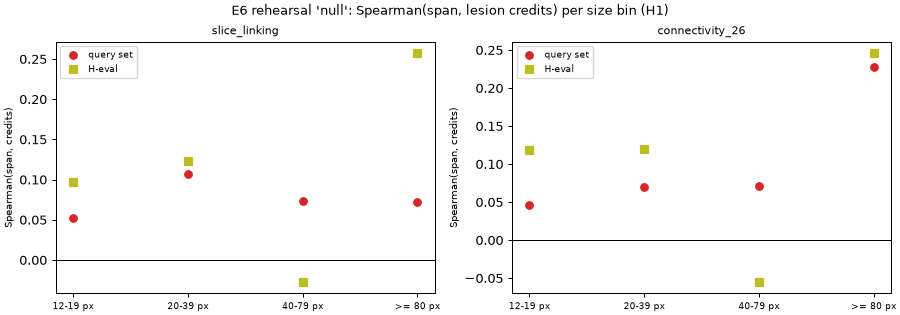 E6 rehearsal 'null': Spearman(span, lesion credits) per size bin (H1)
slice_linking
Spearman(span, credits)
0.25
0.20
0.15
0.10
0.05
0.00
query set
H-eval
12-19 px
20-39 px
40-79 px
>= 80 px
connectivity_26
Spearman(span, credits)
0.25
0.20
0.15
0.10
0.05
0.00
−0.05
query set
H-eval
12-19 px
20-39 px
40-79 px
>= 80 px